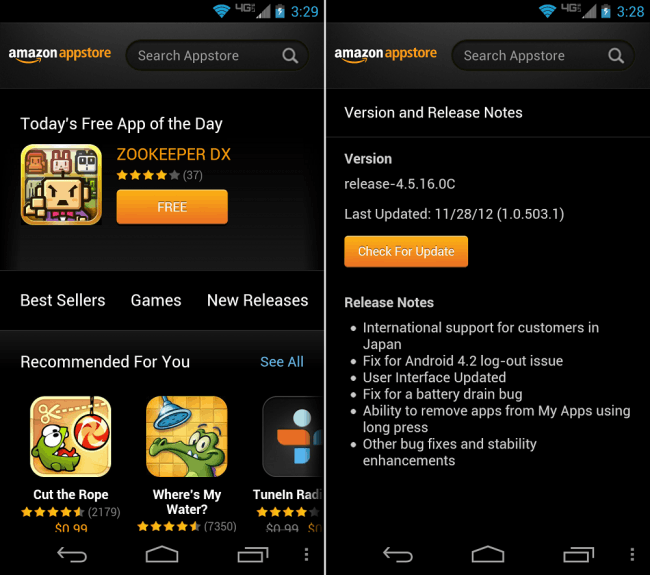 4G 3:29
amazon appstore
Search Appstore
Today's Free App of the Day
ZOOKEEPER DX
(37)
FREE
Best Sellers Games New Releases
Recommended For You See All
Cut the Rope
(2179)
$0.99
Where's My
Water?
(7350)
TuneIn Radi
$0.99 $0
4G 3:28
amazon appstore
Search Appstore
Version and Release Notes
Version
release-4.5.16.0C
Last Updated: 11/28/12 (1.0.503.1)
Check For Update
Release Notes
• International support for customers in
Japan
• Fix for Android 4.2 log-out issue
• User Interface Updated
• Fix for a battery drain bug
• Ability to remove apps from My Apps using
long press
• Other bug fixes and stability
enhancements